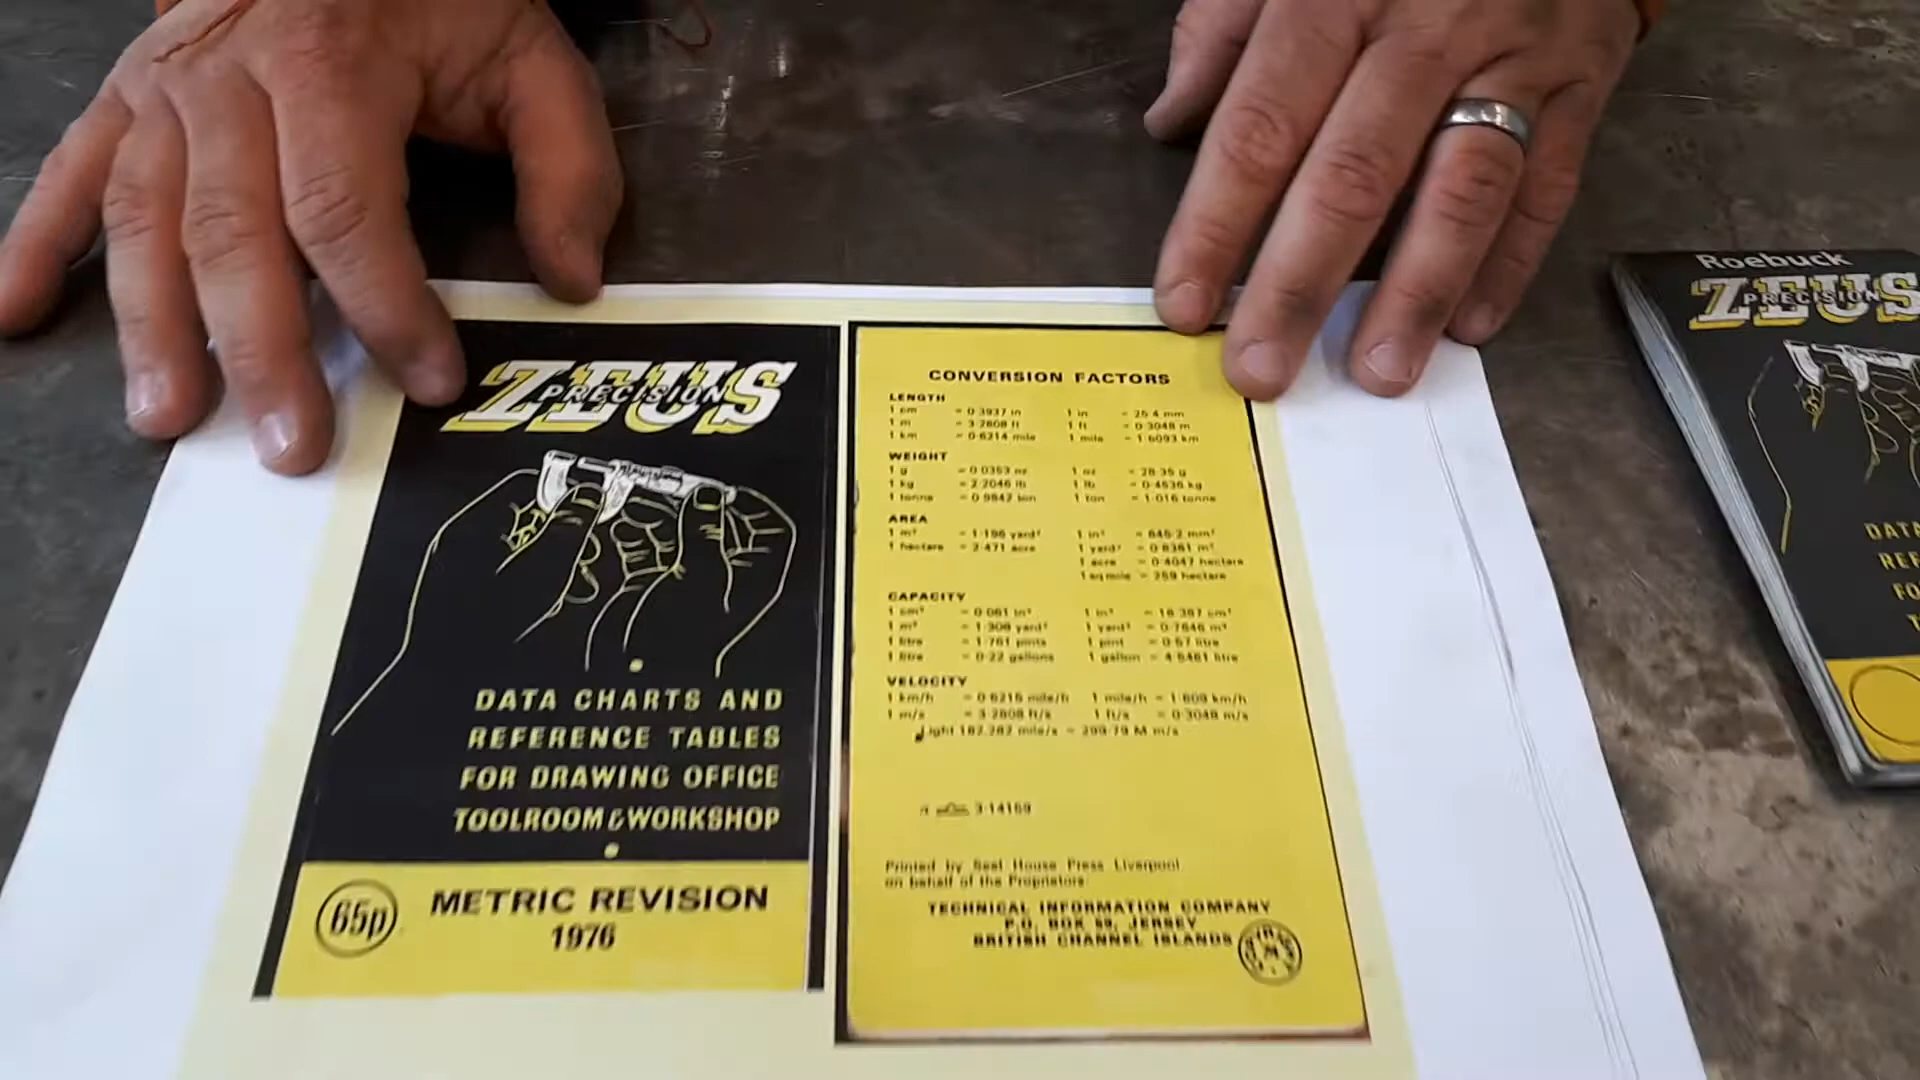 ZEUS
PRECISION
DATA CHARTS AND
REFERENCE TABLES
FOR DRAWING OFFICE
TOOLROOM & WORKSHOP
65p
METRIC REVISION
1976
CONVERSION FACTORS
LENGTH
1 cm = 0·3937 in 1 in = 25·4 mm
1 m = 3·2808 ft 1 ft = 0·3048 m
1 km = 0·6214 mile 1 mile = 1·6093 km
WEIGHT
1 g = 0·0353 oz 1 oz = 28·35 g
1 kg = 2·2046 lb 1 lb = 0·4536 kg
1 tonne = 0·9842 ton 1 ton = 1·016 tonne
AREA
1 m² = 1·196 yard² 1 in² = 645·2 mm²
1 hectare = 2·471 acre 1 yard² = 0·8361 m²
1 acre = 0·4047 hectare
1 sq mile = 259 hectare
CAPACITY
1 cm³ = 0·061 in³ 1 in³ = 16·387 cm³
1 m³ = 1·308 yard³ 1 yard³ = 0·7646 m³
1 litre = 1·761 pints 1 pint = 0·57 litre
1 litre = 0·22 gallons 1 gallon = 4·5461 litre
VELOCITY
1 km/h = 0·6215 mile/h 1 mile/h = 1·609 km/h
1 m/s = 3·2808 ft/s 1 ft/s = 0·3048 m/s
Light 182,282 mile/s = 299·79 M m/s
3·14159
Printed by Seel House Press Liverpool
on behalf of the Proprietors
TECHNICAL INFORMATION COMPANY
P.O. BOX JERSEY
BRITISH CHANNEL ISLANDS
Roebuck
ZEUS
PRECISION
DATA